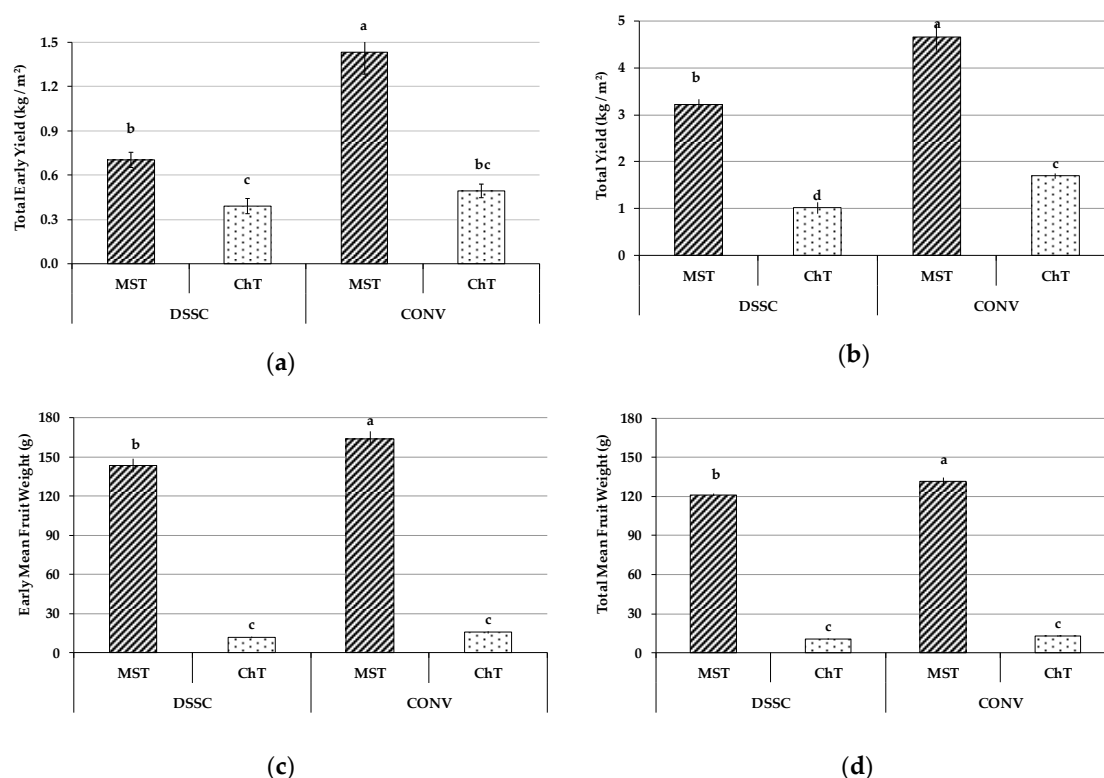 a
1.5
1.2
0.9
0.6
0.3
0.0
Total Early Yield (kg / m²)
b
c
bc
MST
ChT
MST
ChT
DSSC
CONV
(a)
5
4
3
2
1
0
Total Yield (kg / m²)
a
b
d
c
MST
ChT
MST
ChT
DSSC
CONV
(b)
180
150
120
90
60
30
0
Early Mean Fruit Weight (g)
b
c
a
c
MST
ChT
MST
ChT
DSSC
CONV
(c)
180
150
120
90
60
30
0
Total Mean Fruit Weight (g)
b
c
a
c
MST
ChT
MST
ChT
DSSC
CONV
(d)